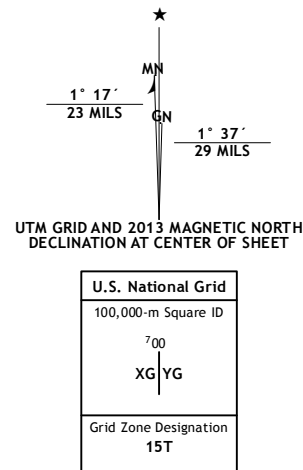 ★
MN
1° 17´
23 MILS
GN
1° 37´
29 MILS
UTM GRID AND 2013 MAGNETIC NORTH
DECLINATION AT CENTER OF SHEET
U.S. National Grid
100,000-m Square ID
⁷00
XG YG
Grid Zone Designation
15T